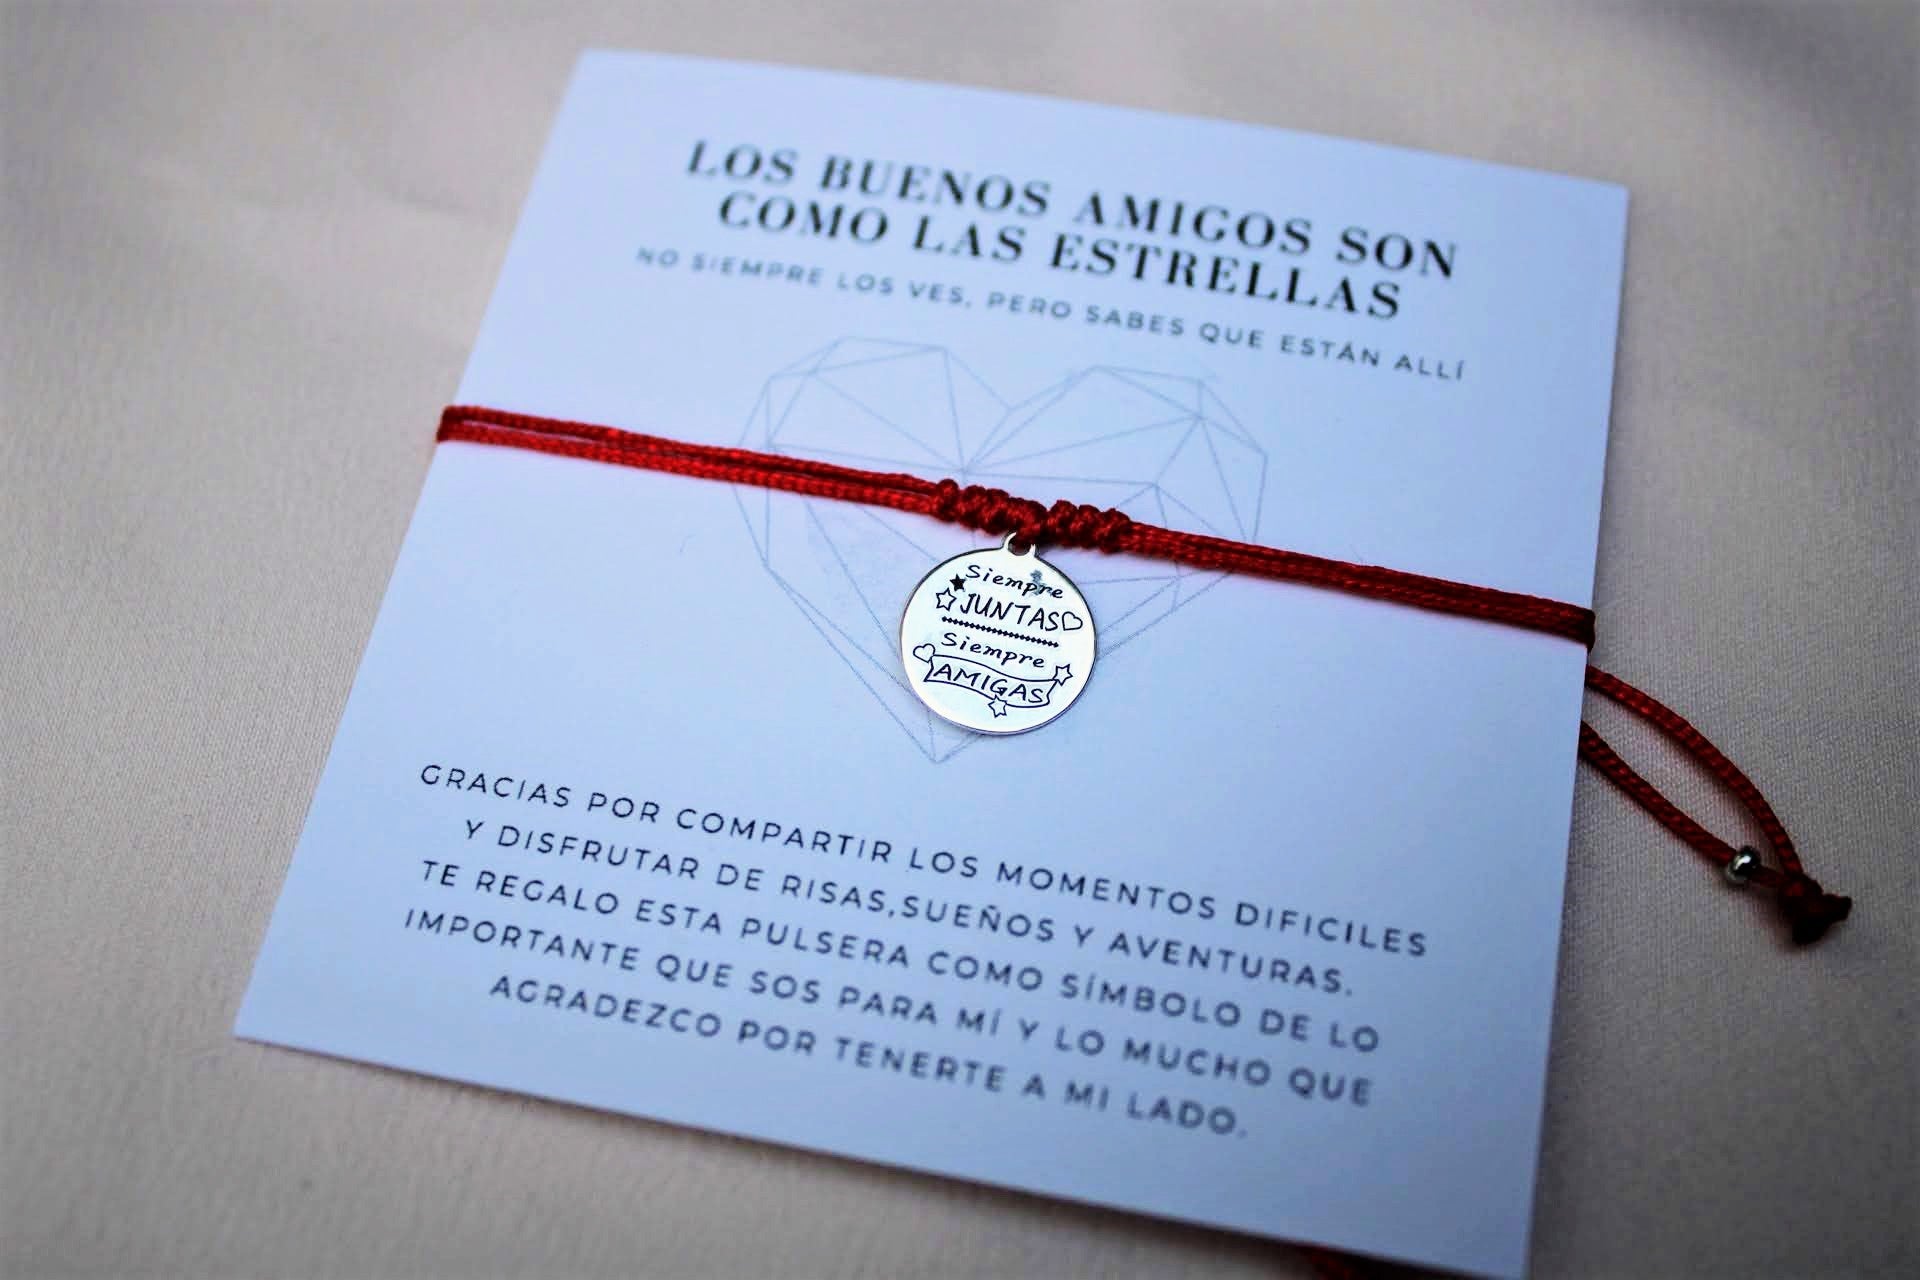 LOS BUENOS AMIGOS SON
COMO LAS ESTRELLAS
NO SIEMPRE LOS VES, PERO SABES QUE ESTÁN ALLÍ
Siempre
JUNTAS
Siempre
AMIGAS
GRACIAS POR COMPARTIR LOS MOMENTOS DIFICILES
Y DISFRUTAR DE RISAS,SUEÑOS Y AVENTURAS.
TE REGALO ESTA PULSERA COMO SÍMBOLO DE LO
IMPORTANTE QUE SOS PARA MÍ Y LO MUCHO QUE
AGRADEZCO POR TENERTE A MI LADO.